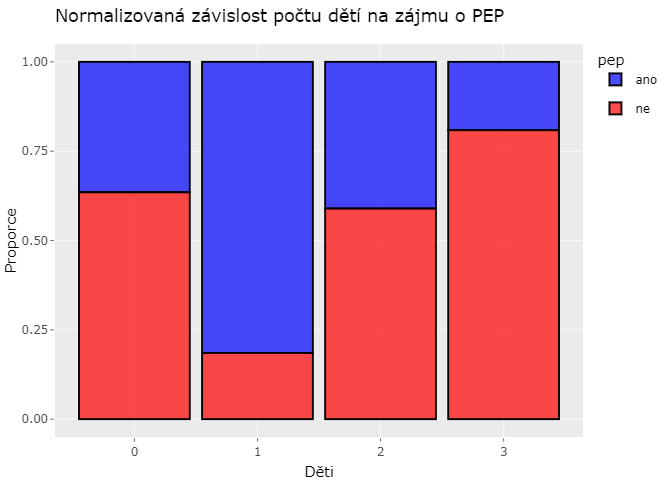 Normalizovaná závislost počtu dětí na zájmu o PEP
pep
ano
ne
Proporce
1.00
0.75
0.50
0.25
0.00
0
1
2
3
Děti